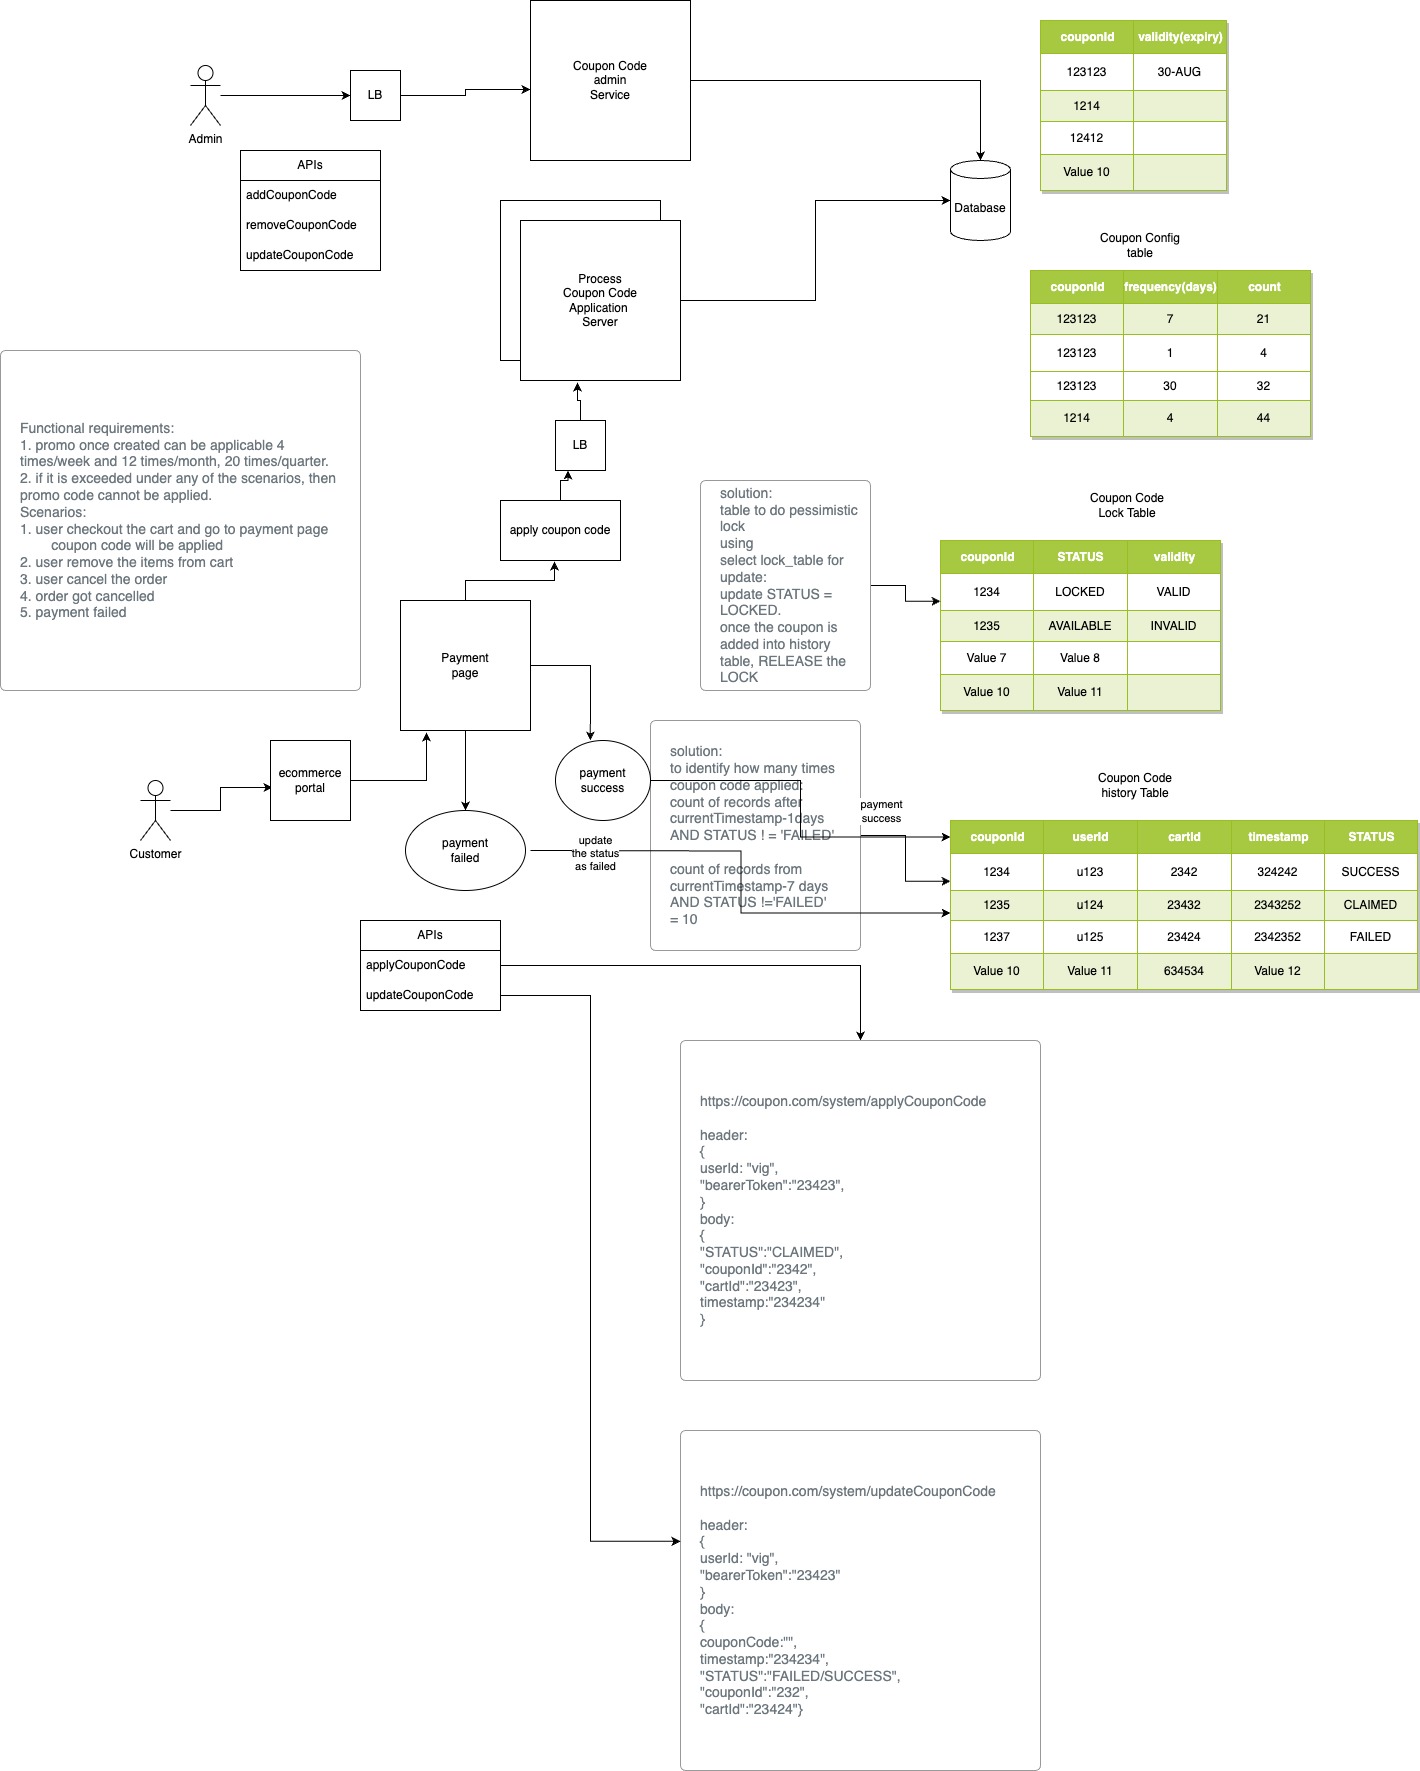 Coupon Code
admin
Service
LB
Admin
APIs
addCouponCode
removeCouponCode
updateCouponCode
couponId validity(expiry)
123123 30-AUG
1214
12412
Value 10
Database
Process
Coupon Code
Application
Server
Coupon Config
table
couponId frequency(days) count
123123 7 21
123123 1 4
123123 30 32
1214 4 44
Functional requirements:
1. promo once created can be applicable 4
times/week and 12 times/month, 20 times/quarter.
2. if it is exceeded under any of the scenarios, then
promo code cannot be applied.
Scenarios:
1. user checkout the cart and go to payment page
coupon code will be applied
2. user remove the items from cart
3. user cancel the order
4. order got cancelled
5. payment failed
LB
apply coupon code
solution:
table to do pessimistic
lock
using
select lock_table for
update:
update STATUS =
LOCKED.
once the coupon is
added into history
table, RELEASE the
LOCK
Coupon Code
Lock Table
couponId STATUS validity
1234 LOCKED VALID
1235 AVAILABLE INVALID
Value 7 Value 8
Value 10 Value 11
Payment
page
payment
success
ecommerce
portal
Customer
payment
failed
update
the status
as failed
solution:
to identify how many times
coupon code applied:
count of records after
currentTimestamp-1days
AND STATUS ! = 'FAILED'
count of records from
currentTimestamp-7 days
AND STATUS !='FAILED'
= 10
payment
success
Coupon Code
history Table
couponId userId cartId timestamp STATUS
1234 u123 2342 324242 SUCCESS
1235 u124 23432 2343252 CLAIMED
1237 u125 23424 2342352 FAILED
Value 10 Value 11 634534 Value 12
APIs
applyCouponCode
updateCouponCode
https://coupon.com/system/applyCouponCode
header:
{
userId: "vig",
"bearerToken":"23423",
}
body:
{
"STATUS":"CLAIMED",
"couponId":"2342",
"cartId":"23423",
timestamp:"234234"
}
https://coupon.com/system/updateCouponCode
header:
{
userId: "vig",
"bearerToken":"23423"
}
body:
{
couponCode:"",
timestamp:"234234",
"STATUS":"FAILED/SUCCESS",
"couponId":"232",
"cartId":"23424"}